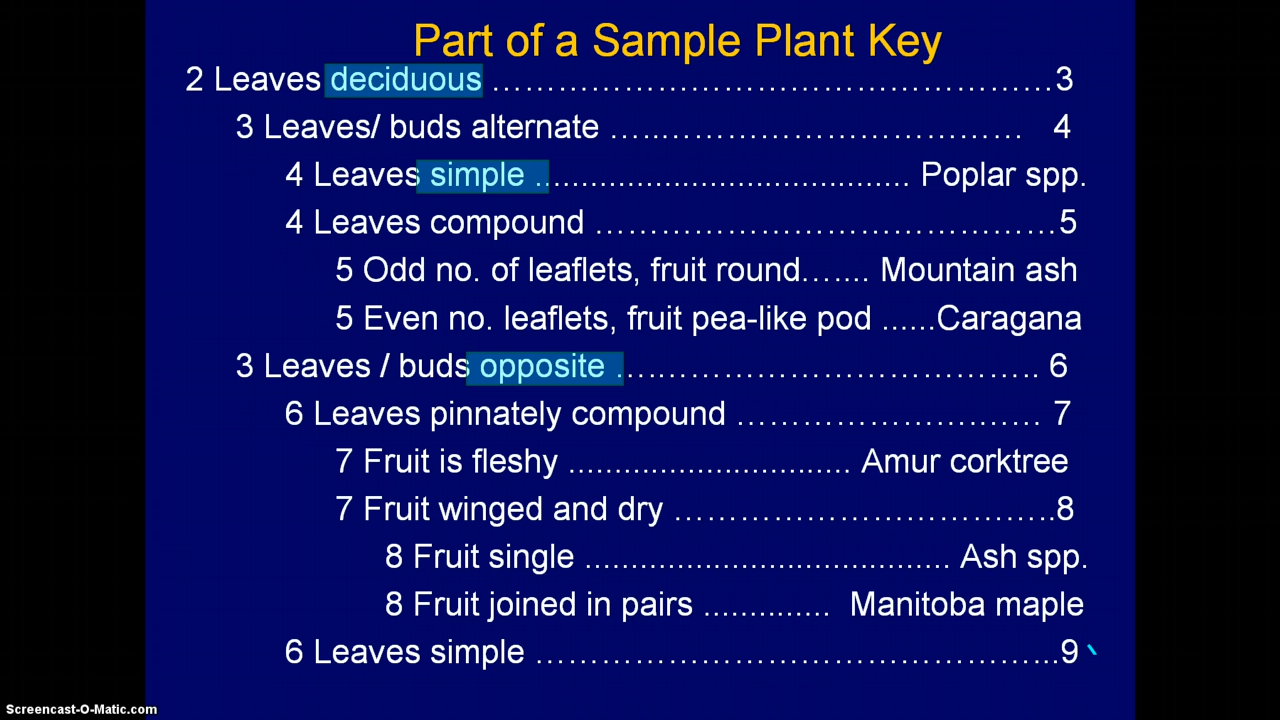 Part of a Sample Plant Key
2 Leaves deciduous …………………………………………….3
3 Leaves/ buds alternate …..……………………………… 4
4 Leaves simple ........................................ Poplar spp.
4 Leaves compound ……………………………………5
5 Odd no. of leaflets, fruit round……. Mountain ash
5 Even no. leaflets, fruit pea-like pod ......Caragana
3 Leaves / buds opposite ….………………………………….. 6
6 Leaves pinnately compound ………………………… 7
7 Fruit is fleshy .............................. Amur corktree
7 Fruit winged and dry ………………………………..8
8 Fruit single ....................................... Ash spp.
8 Fruit joined in pairs .............. Manitoba maple
6 Leaves simple …………………………………………...9
Screencast-O-Matic.com